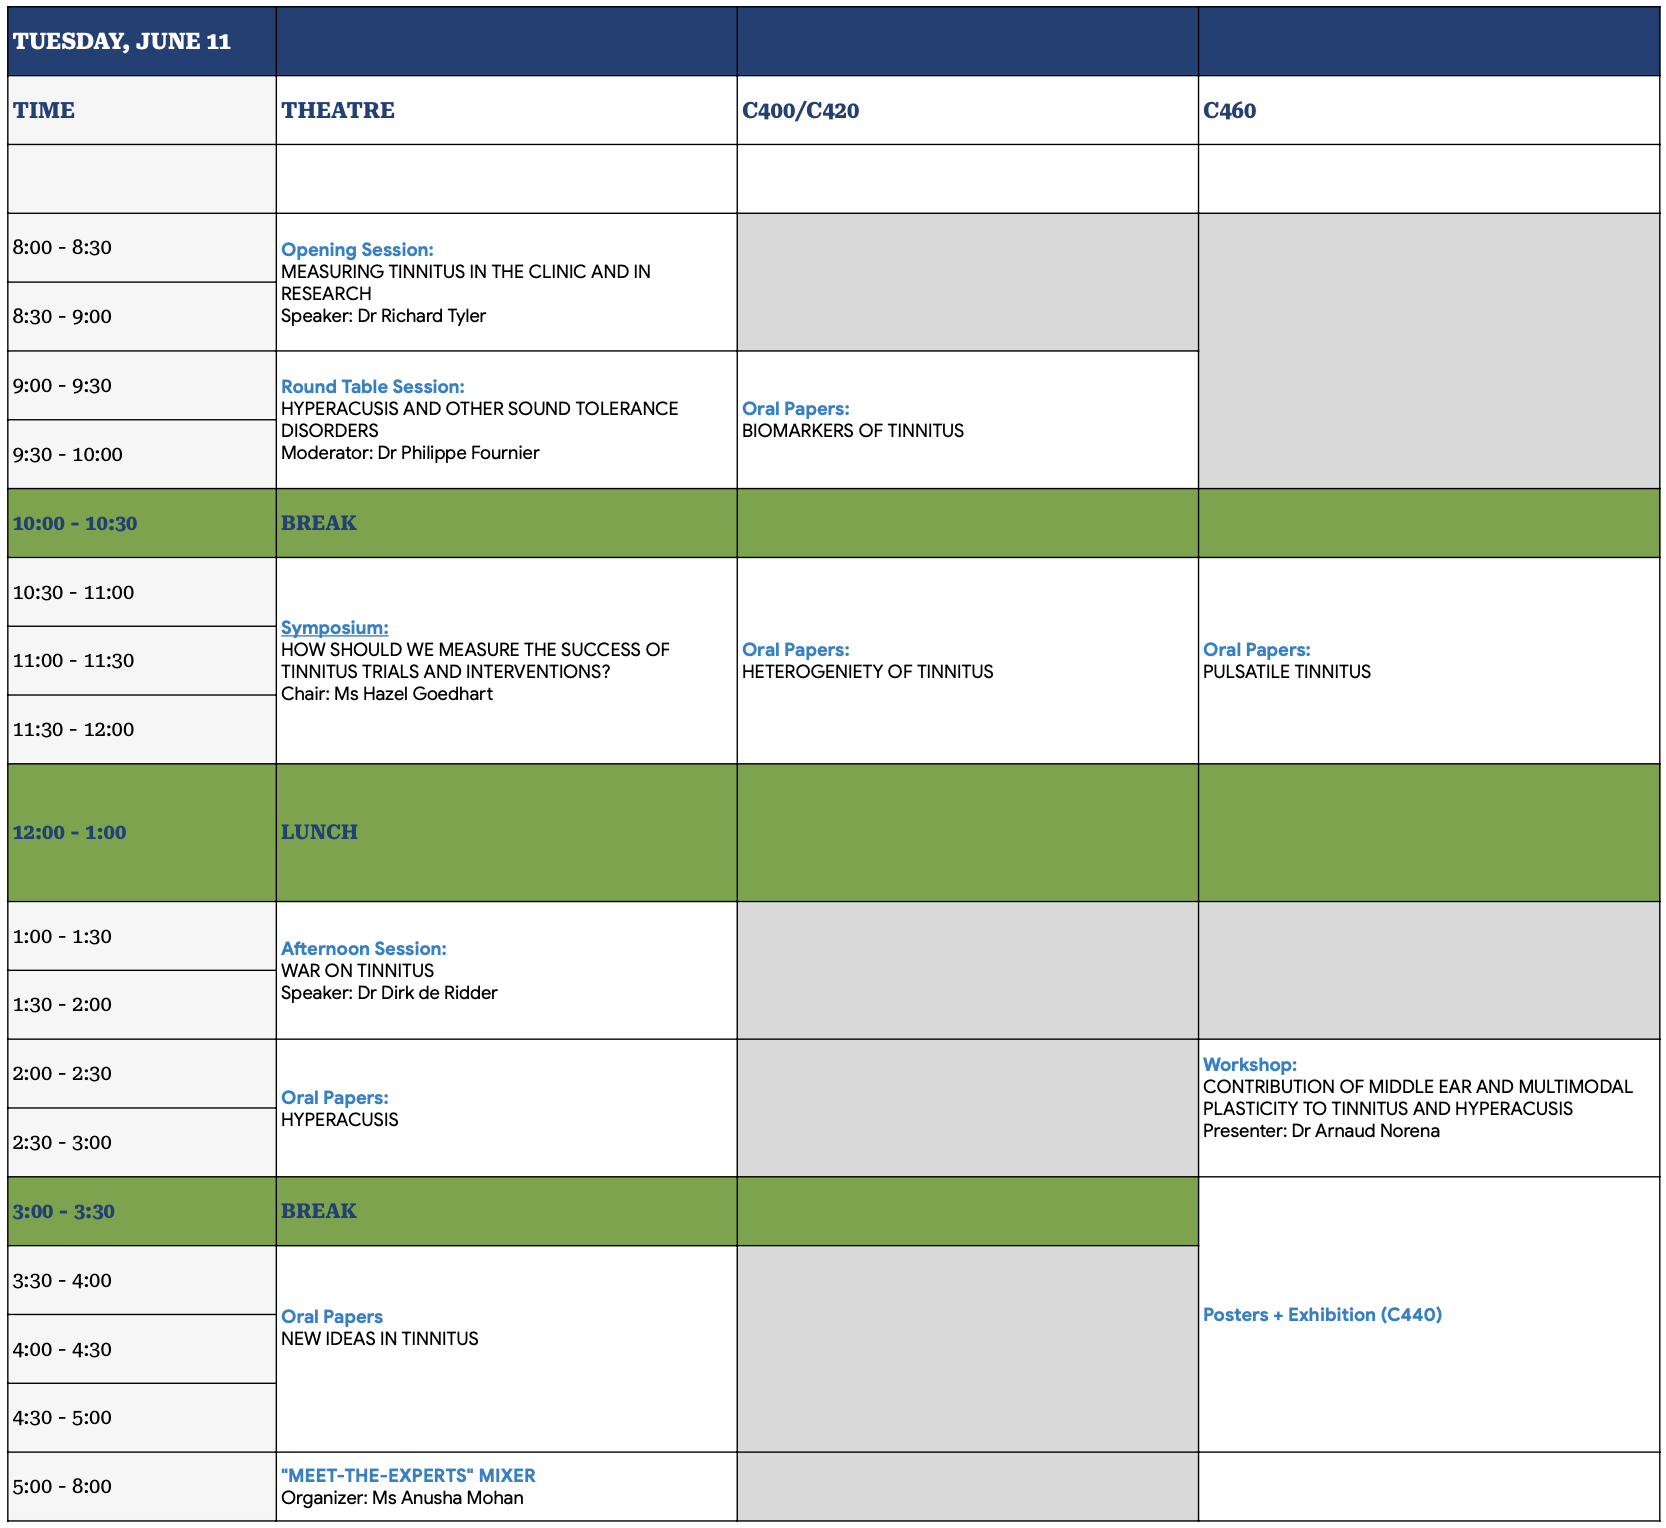 TUESDAY, JUNE 11
TIME THEATRE C400/C420 C460
8:00 - 8:30
8:30 - 9:00
Opening Session:
MEASURING TINNITUS IN THE CLINIC AND IN
RESEARCH
Speaker: Dr Richard Tyler
9:00 - 9:30
9:30 - 10:00
Round Table Session:
HYPERACUSIS AND OTHER SOUND TOLERANCE
DISORDERS
Moderator: Dr Philippe Fournier
Oral Papers:
BIOMARKERS OF TINNITUS
10:00 - 10:30 BREAK
10:30 - 11:00
11:00 - 11:30
11:30 - 12:00
Symposium:
HOW SHOULD WE MEASURE THE SUCCESS OF
TINNITUS TRIALS AND INTERVENTIONS?
Chair: Ms Hazel Goedhart
Oral Papers:
HETEROGENIETY OF TINNITUS
Oral Papers:
PULSATILE TINNITUS
12:00 - 1:00 LUNCH
1:00 - 1:30
1:30 - 2:00
Afternoon Session:
WAR ON TINNITUS
Speaker: Dr Dirk de Ridder
2:00 - 2:30
2:30 - 3:00
Oral Papers:
HYPERACUSIS
Workshop:
CONTRIBUTION OF MIDDLE EAR AND MULTIMODAL
PLASTICITY TO TINNITUS AND HYPERACUSIS
Presenter: Dr Arnaud Norena
3:00 - 3:30 BREAK
3:30 - 4:00
4:00 - 4:30
4:30 - 5:00
Oral Papers
NEW IDEAS IN TINNITUS
Posters + Exhibition (C440)
5:00 - 8:00
"MEET-THE-EXPERTS" MIXER
Organizer: Ms Anusha Mohan